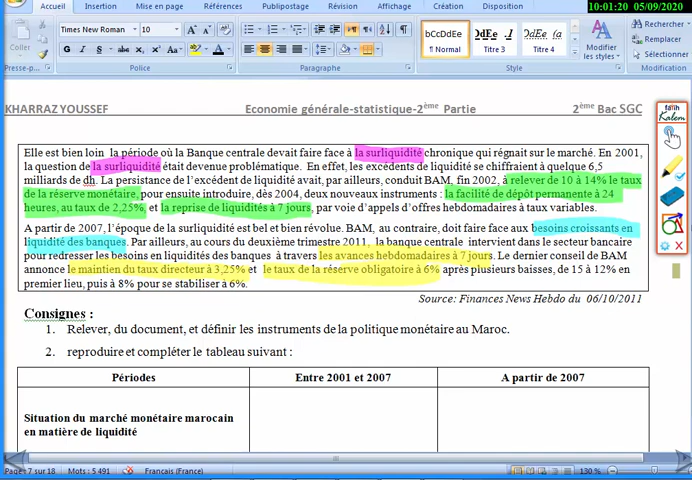 10:01:20 05/09/2020
Accueil Insertion Mise en page Références Publipostage Révision Affichage Création Disposition
Times New Roman 10
Coller
Presse-p... Police Paragraphe Style Modification
AaBbCcDdEe
¶ Normal Titre 3 Titre 4
Modifier les styles
Rechercher
Remplacer
Sélectionner
KHARRAZ YOUSSEF Economie générale-statistique-2ème Partie 2ème Bac SGC
Elle est bien loin la période où la Banque centrale devait faire face à la surliquidité chronique qui régnait sur le marché. En 2001,
la question de la surliquidité était devenue problématique. En effet, les excédents de liquidité se chiffraient à quelque 6,5
milliards de dh. La persistance de l'excédent de liquidité avait, par ailleurs, conduit BAM, fin 2002, à relever de 10 à 14% le taux
de la réserve monétaire, pour ensuite introduire, dès 2004, deux nouveaux instruments : la facilité de dépôt permanente à 24
heures, au taux de 2,25%, et la reprise de liquidités à 7 jours, par voie d'appels d'offres hebdomadaires à taux variables.
A partir de 2007, l'époque de la surliquidité est bel et bien révolue. BAM, au contraire, doit faire face aux besoins croissants en
liquidité des banques. Par ailleurs, au cours du deuxième trimestre 2011, la banque centrale intervient dans le secteur bancaire
pour redresser les besoins en liquidités des banques à travers les avances hebdomadaires à 7 jours. Le dernier conseil de BAM
annonce le maintien du taux directeur à 3,25% et le taux de la réserve obligatoire à 6% après plusieurs baisses, de 15 à 12% en
premier lieu, puis à 8% pour se stabiliser à 6%.
Source: Finances News Hebdo du 06/10/2011
Consignes :
1. Relever, du document, et définir les instruments de la politique monétaire au Maroc.
2. reproduire et compléter le tableau suivant :
Périodes Entre 2001 et 2007 A partir de 2007
Situation du marché monétaire marocain
en matière de liquidité
Page : 7 sur 18 Mots : 5 491 Français (France) 130 %